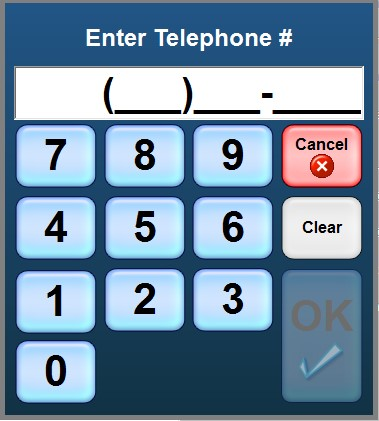 Enter Telephone #
(___)___-____
7 8 9 Cancel
4 5 6 Clear
1 2 3 OK
0